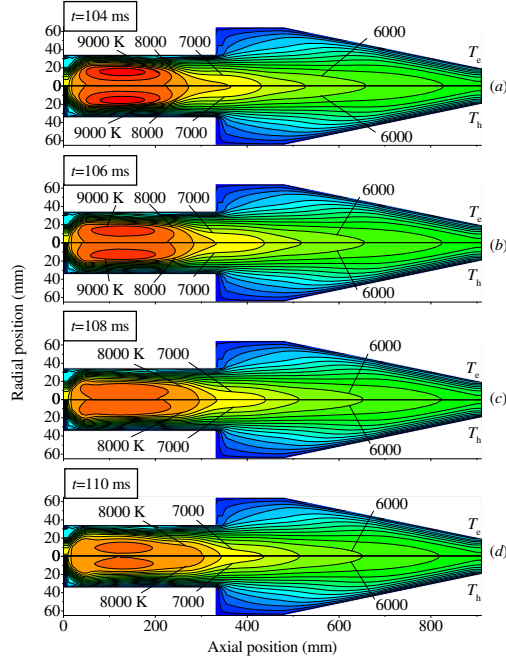 t=104 ms
9000 K 8000 7000 6000
60
40
20
0
20
40
60
T_e
(a)
T_h
9000 K 8000 7000 6000
t=106 ms
9000 K 8000 7000 6000
60
40
20
0
20
40
60
T_e
(b)
T_h
9000 K 8000 7000 6000
t=108 ms
8000 K 7000 6000
60
40
20
0
20
40
60
T_e
(c)
T_h
8000 K 7000 6000
t=110 ms
8000 K 7000 6000
60
40
20
0
20
40
60
T_e
(d)
T_h
8000 K 7000 6000
0 200 400 600 800
Axial position (mm)
Radial position (mm)